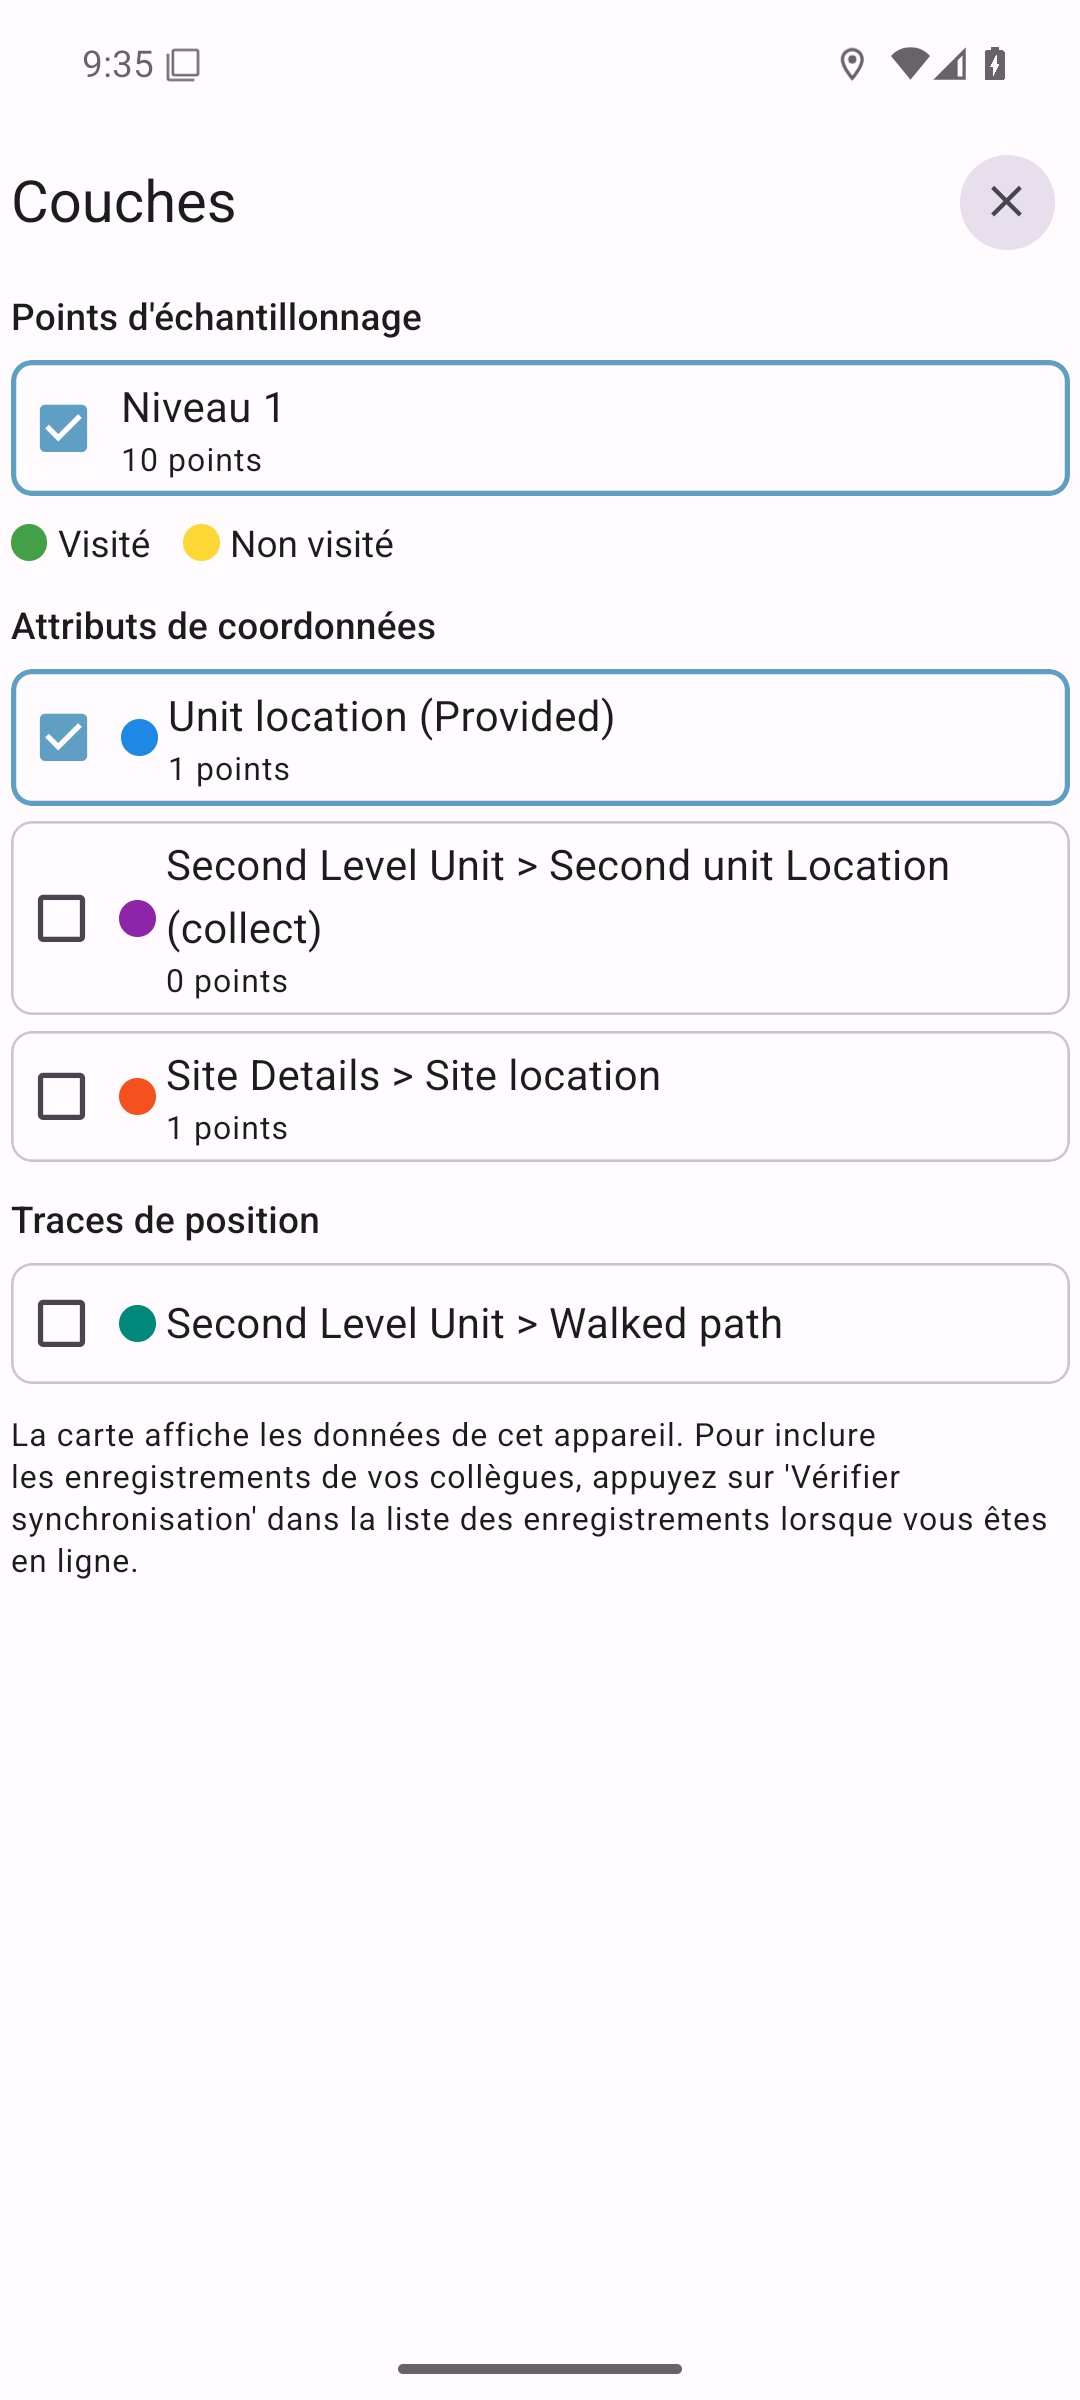 9:35
Couches
Points d'échantillonnage
Niveau 1
10 points
Visité
Non visité
Attributs de coordonnées
Unit location (Provided)
1 points
Second Level Unit > Second unit Location
(collect)
0 points
Site Details > Site location
1 points
Traces de position
Second Level Unit > Walked path
La carte affiche les données de cet appareil. Pour inclure
les enregistrements de vos collègues, appuyez sur 'Vérifier
synchronisation' dans la liste des enregistrements lorsque vous êtes
en ligne.